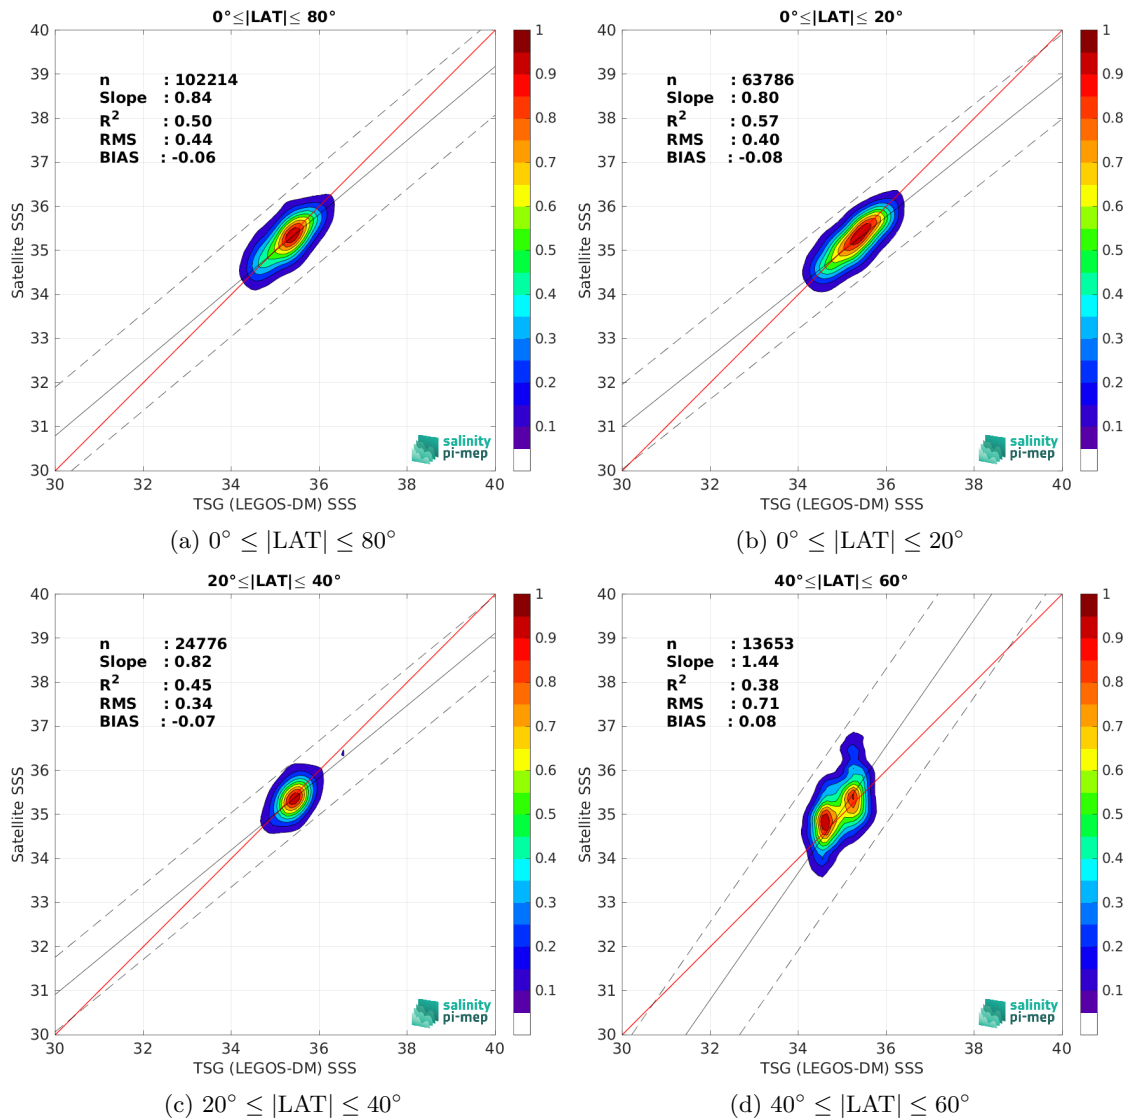 0°≤|LAT|≤ 80°
40
39
38
37
36
35
34
33
32
31
30
Satellite SSS
n : 102214
Slope : 0.84
R² : 0.50
RMS : 0.44
BIAS : -0.06
salinity
pi-mep
30 32 34 36 38 40
TSG (LEGOS-DM) SSS
1
0.9
0.8
0.7
0.6
0.5
0.4
0.3
0.2
0.1
(a) 0° ≤ |LAT| ≤ 80°
0°≤|LAT|≤ 20°
40
39
38
37
36
35
34
33
32
31
30
Satellite SSS
n : 63786
Slope : 0.80
R² : 0.57
RMS : 0.40
BIAS : -0.08
salinity
pi-mep
30 32 34 36 38 40
TSG (LEGOS-DM) SSS
1
0.9
0.8
0.7
0.6
0.5
0.4
0.3
0.2
0.1
(b) 0° ≤ |LAT| ≤ 20°
20°≤|LAT|≤ 40°
40
39
38
37
36
35
34
33
32
31
30
Satellite SSS
n : 24776
Slope : 0.82
R² : 0.45
RMS : 0.34
BIAS : -0.07
salinity
pi-mep
30 32 34 36 38 40
TSG (LEGOS-DM) SSS
1
0.9
0.8
0.7
0.6
0.5
0.4
0.3
0.2
0.1
(c) 20° ≤ |LAT| ≤ 40°
40°≤|LAT|≤ 60°
40
39
38
37
36
35
34
33
32
31
30
Satellite SSS
n : 13653
Slope : 1.44
R² : 0.38
RMS : 0.71
BIAS : 0.08
salinity
pi-mep
30 32 34 36 38 40
TSG (LEGOS-DM) SSS
1
0.9
0.8
0.7
0.6
0.5
0.4
0.3
0.2
0.1
(d) 40° ≤ |LAT| ≤ 60°